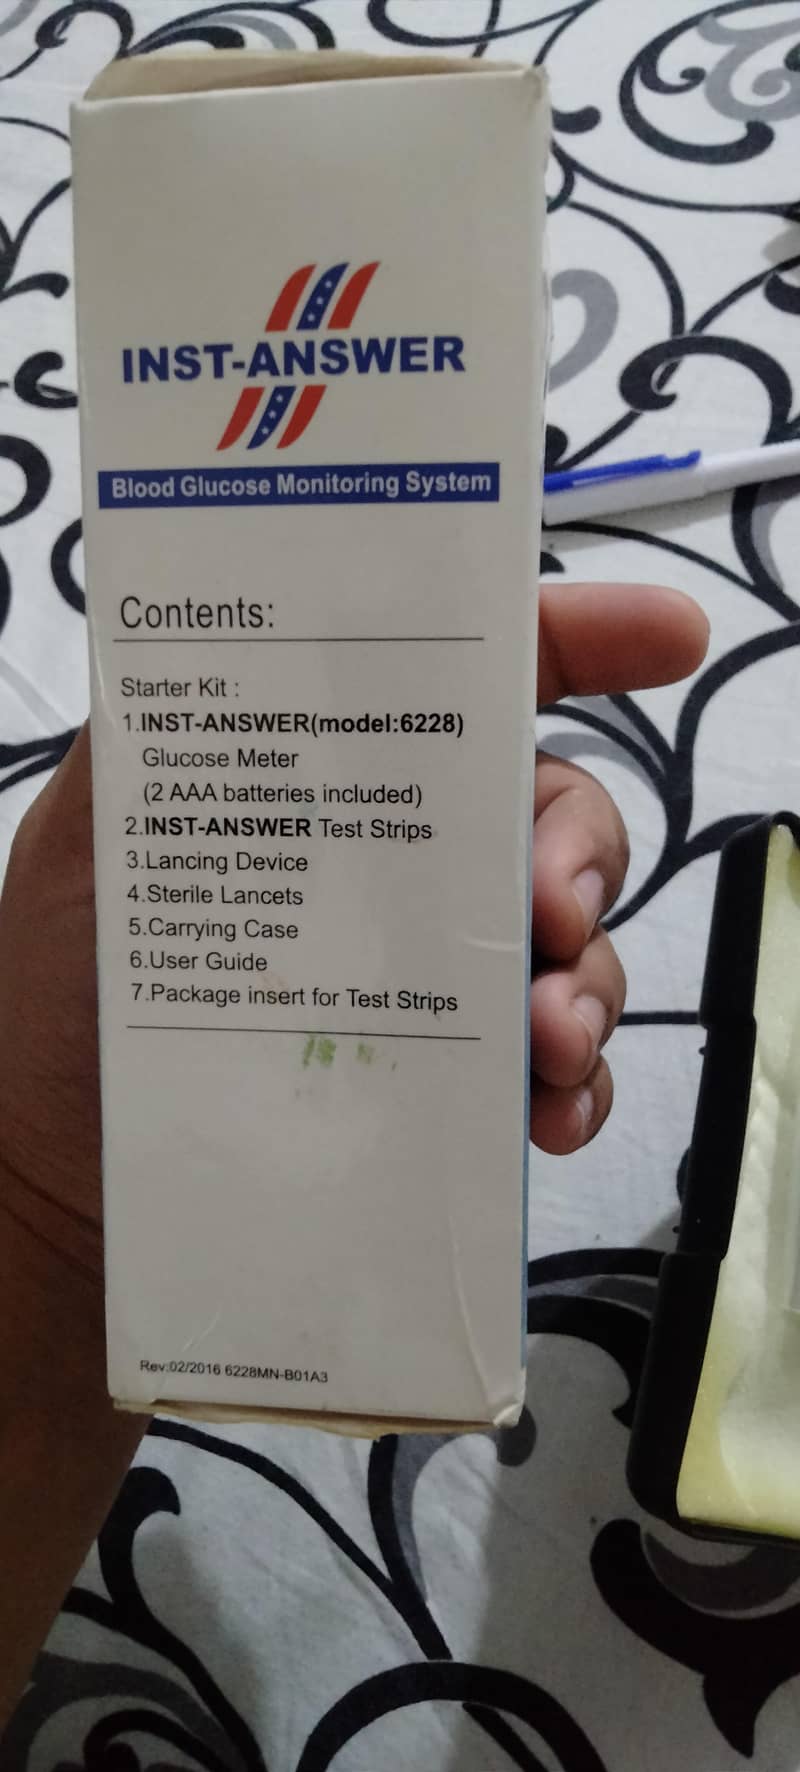 INST-ANSWER
Blood Glucose Monitoring System
Contents:
Starter Kit :
1.INST-ANSWER(model:6228)
Glucose Meter
(2 AAA batteries included)
2.INST-ANSWER Test Strips
3.Lancing Device
4.Sterile Lancets
5.Carrying Case
6.User Guide
7.Package insert for Test Strips
Rev:02/2016 6228MN-B01A3